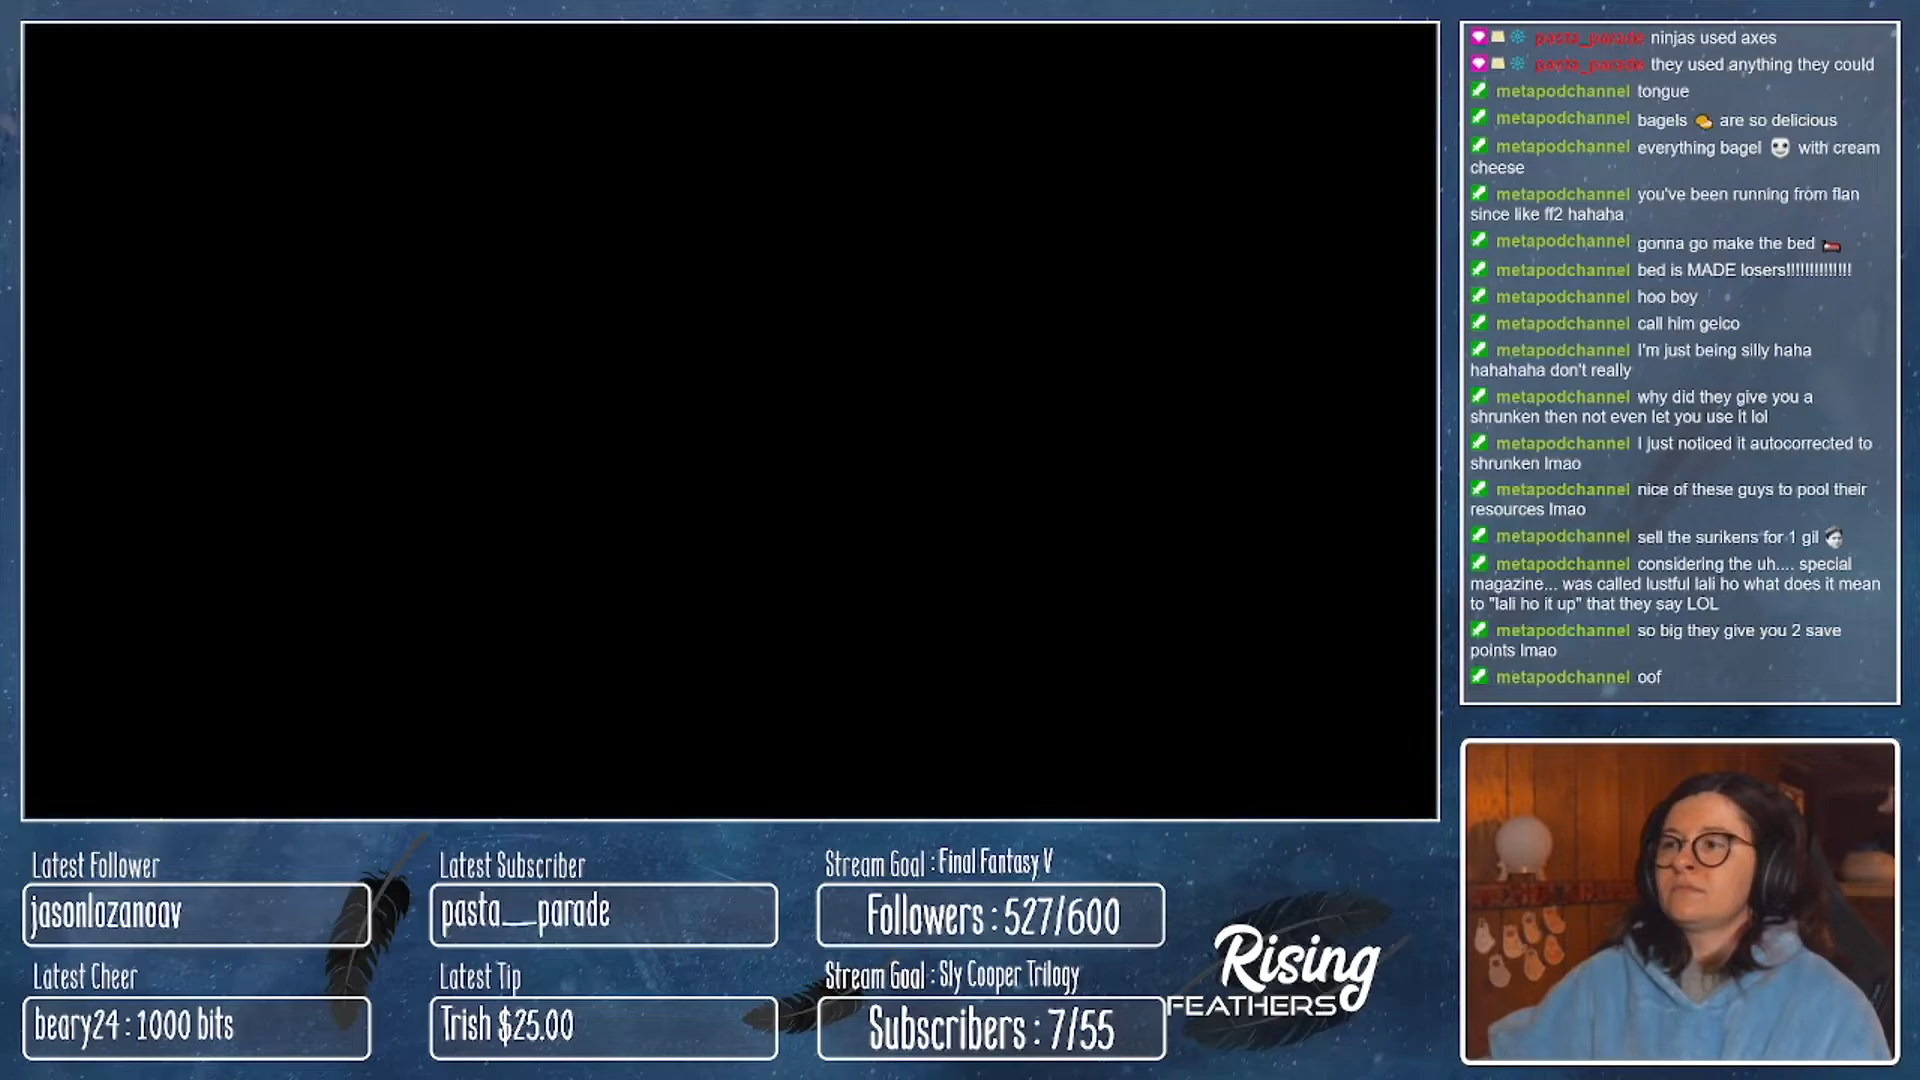 pasta_parade ninjas used axes
pasta_parade they used anything they could
metapodchannel tongue
metapodchannel bagels are so delicious
metapodchannel everything bagel with cream
cheese
metapodchannel you've been running from flan
since like ff2 hahaha
metapodchannel gonna go make the bed
metapodchannel bed is MADE losers!!!!!!!!!!!!!!
metapodchannel hoo boy
metapodchannel call him geico
metapodchannel I'm just being silly haha
hahahaha don't really
metapodchannel why did they give you a
shrunken then not even let you use it lol
metapodchannel I just noticed it autocorrected to
shrunken lmao
metapodchannel nice of these guys to pool their
resources lmao
metapodchannel sell the surikens for 1 gil
metapodchannel considering the uh.... special
magazine... was called lustful lali ho what does it mean
to "lali ho it up" that they say LOL
metapodchannel so big they give you 2 save
points lmao
metapodchannel oof
Latest Follower
jasonlozanoav
Latest Subscriber
pasta__parade
Stream Goal : Final Fantasy V
Followers : 527/600
Latest Cheer
beary24 : 1000 bits
Latest Tip
Trish $25.00
Stream Goal : Sly Cooper Trilogy
Subscribers : 7/55
Rising
FEATHERS